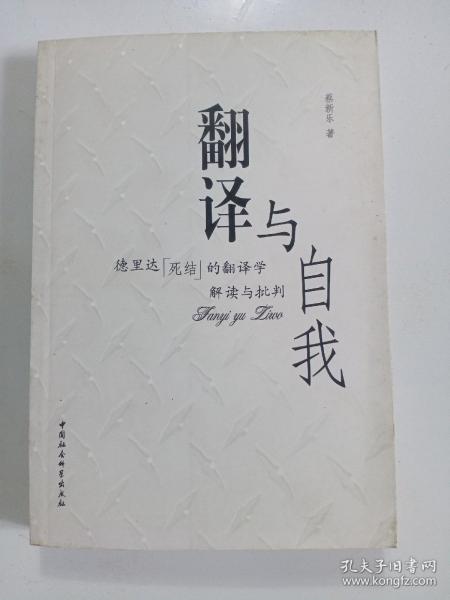 蔡新乐 著
翻译与自我
德里达「死结」的翻译学
解读与批判
Fanyi yu Ziwo
中国社会科学出版社
孔夫子旧书网
www.kongfz.com